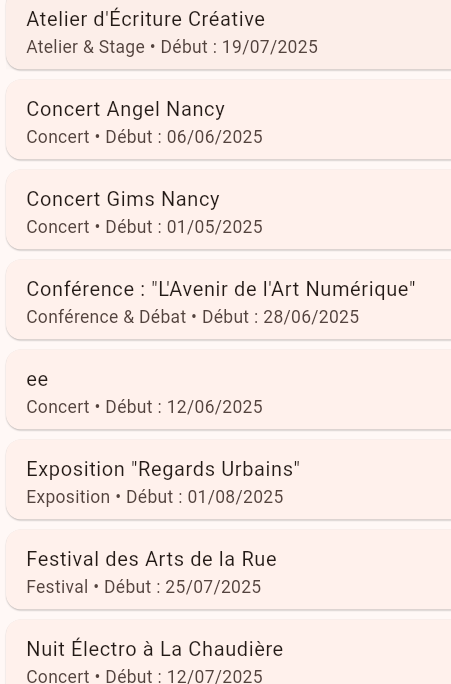 Atelier d'Écriture Créative
Atelier & Stage • Début : 19/07/2025
Concert Angel Nancy
Concert • Début : 06/06/2025
Concert Gims Nancy
Concert • Début : 01/05/2025
Conférence : "L'Avenir de l'Art Numérique"
Conférence & Débat • Début : 28/06/2025
ee
Concert • Début : 12/06/2025
Exposition "Regards Urbains"
Exposition • Début : 01/08/2025
Festival des Arts de la Rue
Festival • Début : 25/07/2025
Nuit Électro à La Chaudière
Concert • Début : 12/07/2025